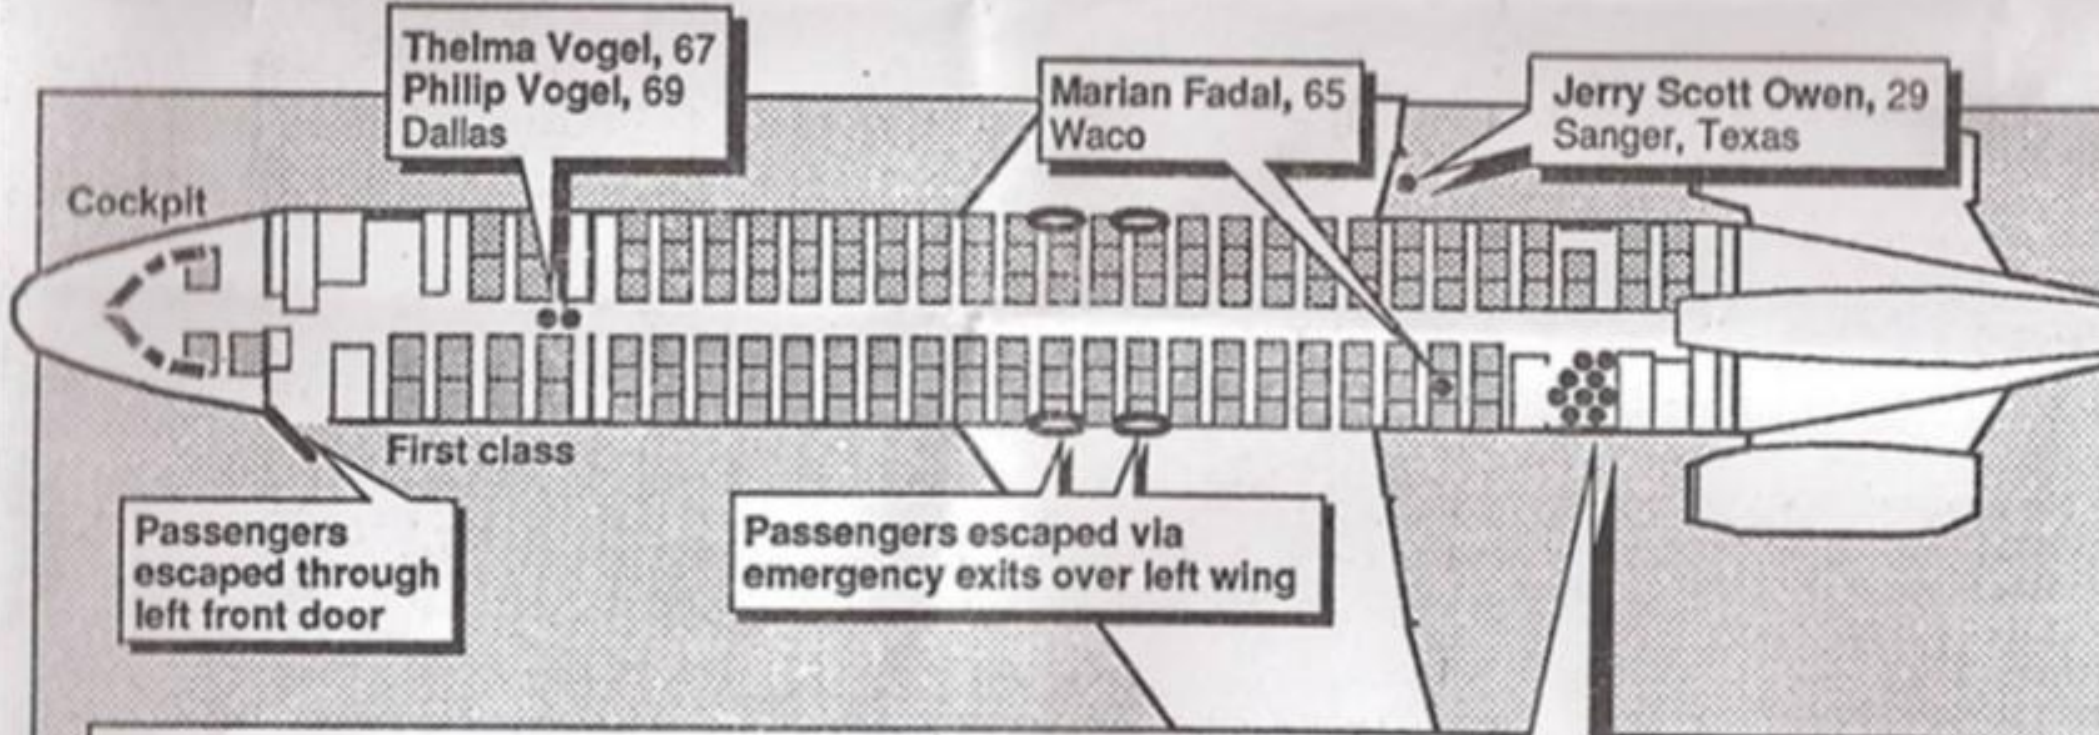 Thelma Vogel, 67
Philip Vogel, 69
Dallas
Marian Fadal, 65
Waco
Jerry Scott Owen, 29
Sanger, Texas
Cockpit
First class
Passengers
escaped through
left front door
Passengers escaped via
emergency exits over left wing